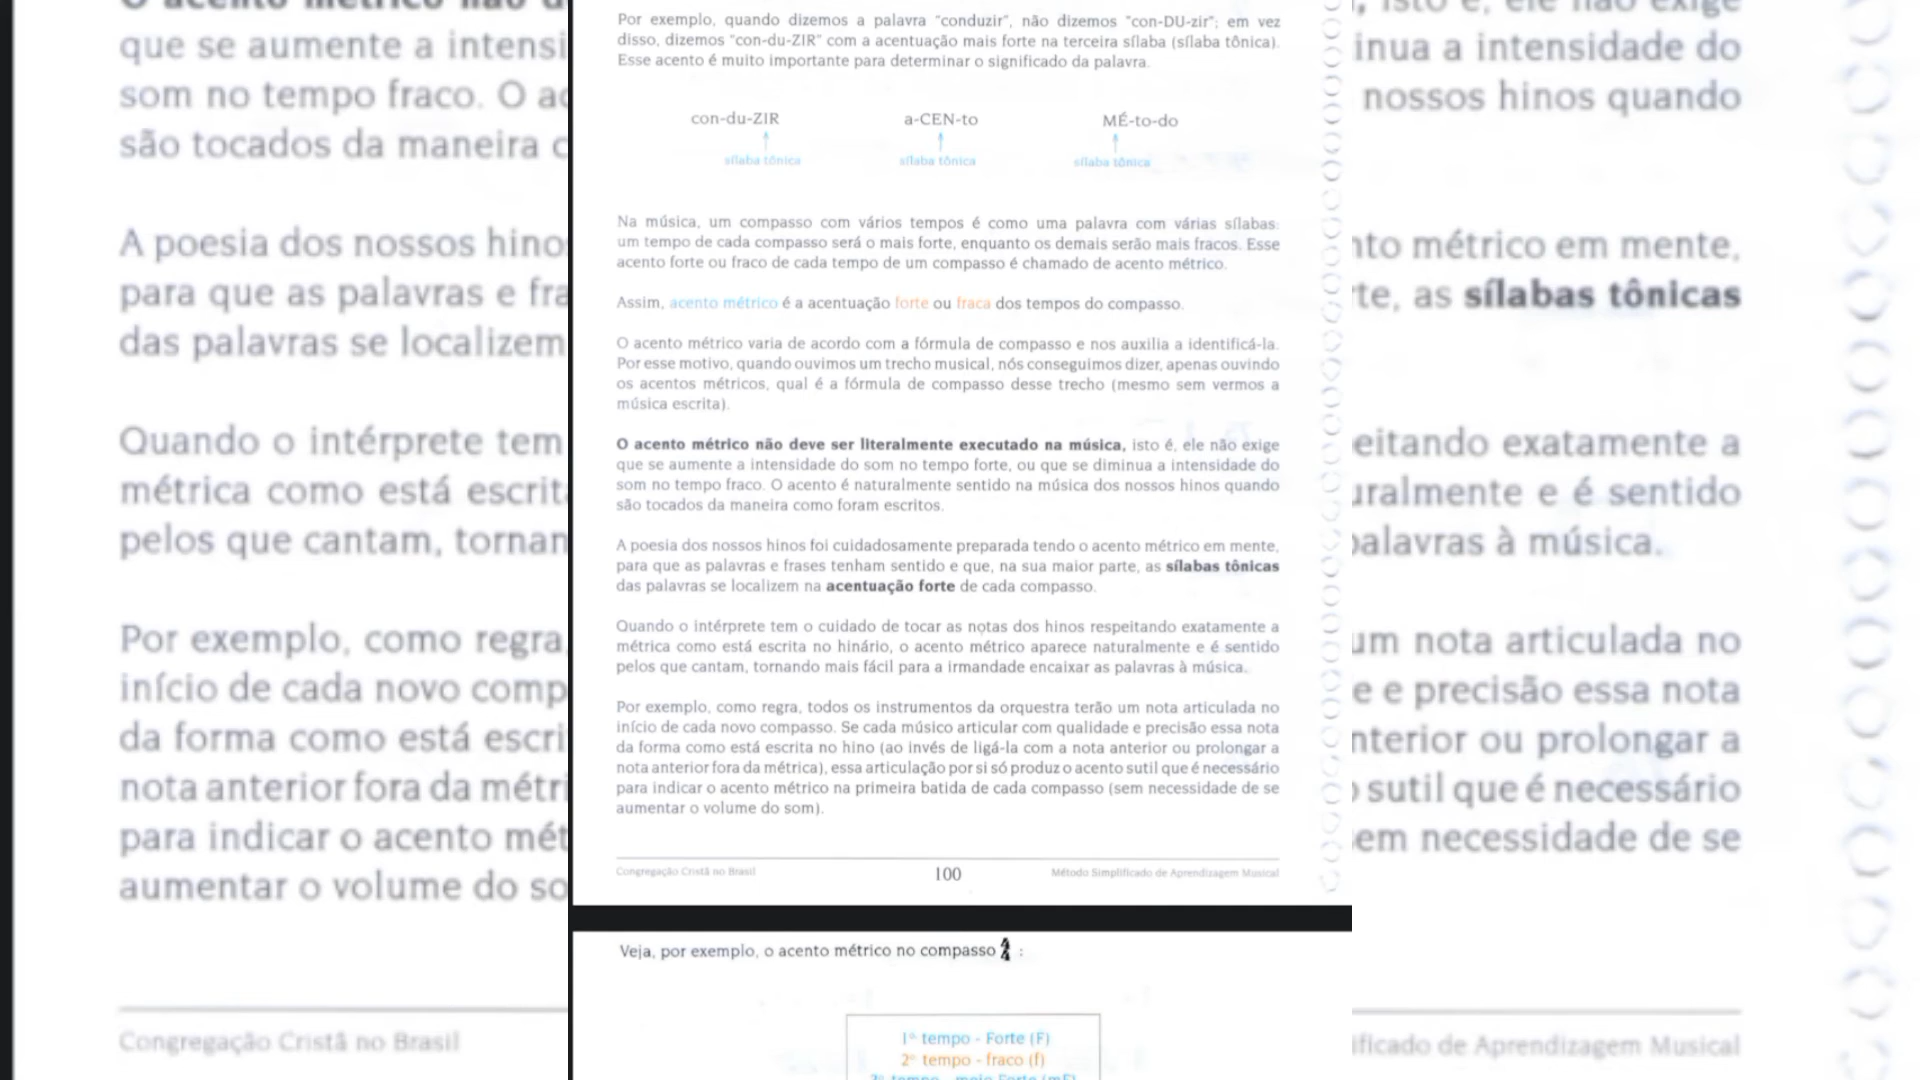 Por exemplo, quando dizemos a palavra "conduzir", não dizemos "con-DU-zir"; em vez
disso, dizemos "con-du-ZIR" com a acentuação mais forte na terceira sílaba (sílaba tônica).
Esse acento é muito importante para determinar o significado da palavra.
con-du-ZIR a-CEN-to MÉ-to-do
sílaba tônica sílaba tônica sílaba tônica
Na música, um compasso com vários tempos é como uma palavra com várias sílabas:
um tempo de cada compasso será o mais forte, enquanto os demais serão mais fracos. Esse
acento forte ou fraco de cada tempo de um compasso é chamado de acento métrico.
Assim, acento métrico é a acentuação forte ou fraca dos tempos do compasso.
O acento métrico varia de acordo com a fórmula de compasso e nos auxilia a identificá-la.
Por esse motivo, quando ouvimos um trecho musical, nós conseguimos dizer, apenas ouvindo
os acentos métricos, qual é a fórmula de compasso desse trecho (mesmo sem vermos a
música escrita).
O acento métrico não deve ser literalmente executado na música, isto é, ele não exige
que se aumente a intensidade do som no tempo forte, ou que se diminua a intensidade do
som no tempo fraco. O acento é naturalmente sentido na música dos nossos hinos quando
são tocados da maneira como foram escritos.
A poesia dos nossos hinos foi cuidadosamente preparada tendo o acento métrico em mente,
para que as palavras e frases tenham sentido e que, na sua maior parte, as sílabas tônicas
das palavras se localizem na acentuação forte de cada compasso.
Quando o intérprete tem o cuidado de tocar as notas dos hinos respeitando exatamente a
métrica como está escrita no hinário, o acento métrico aparece naturalmente e é sentido
pelos que cantam, tornando mais fácil para a irmandade encaixar as palavras à música.
Por exemplo, como regra, todos os instrumentos da orquestra terão um nota articulada no
início de cada novo compasso. Se cada músico articular com qualidade e precisão essa nota
da forma como está escrita no hino (ao invés de ligá-la com a nota anterior ou prolongar a
nota anterior fora da métrica), essa articulação por si só produz o acento sutil que é necessário
para indicar o acento métrico na primeira batida de cada compasso (sem necessidade de se
aumentar o volume do som).
Congregação Cristã no Brasil 100 Método Simplificado de Aprendizagem Musical
Veja, por exemplo, o acento métrico no compasso :
1º tempo - Forte (F)
2º tempo - fraco (f)
3º tempo - meio Forte (mF)